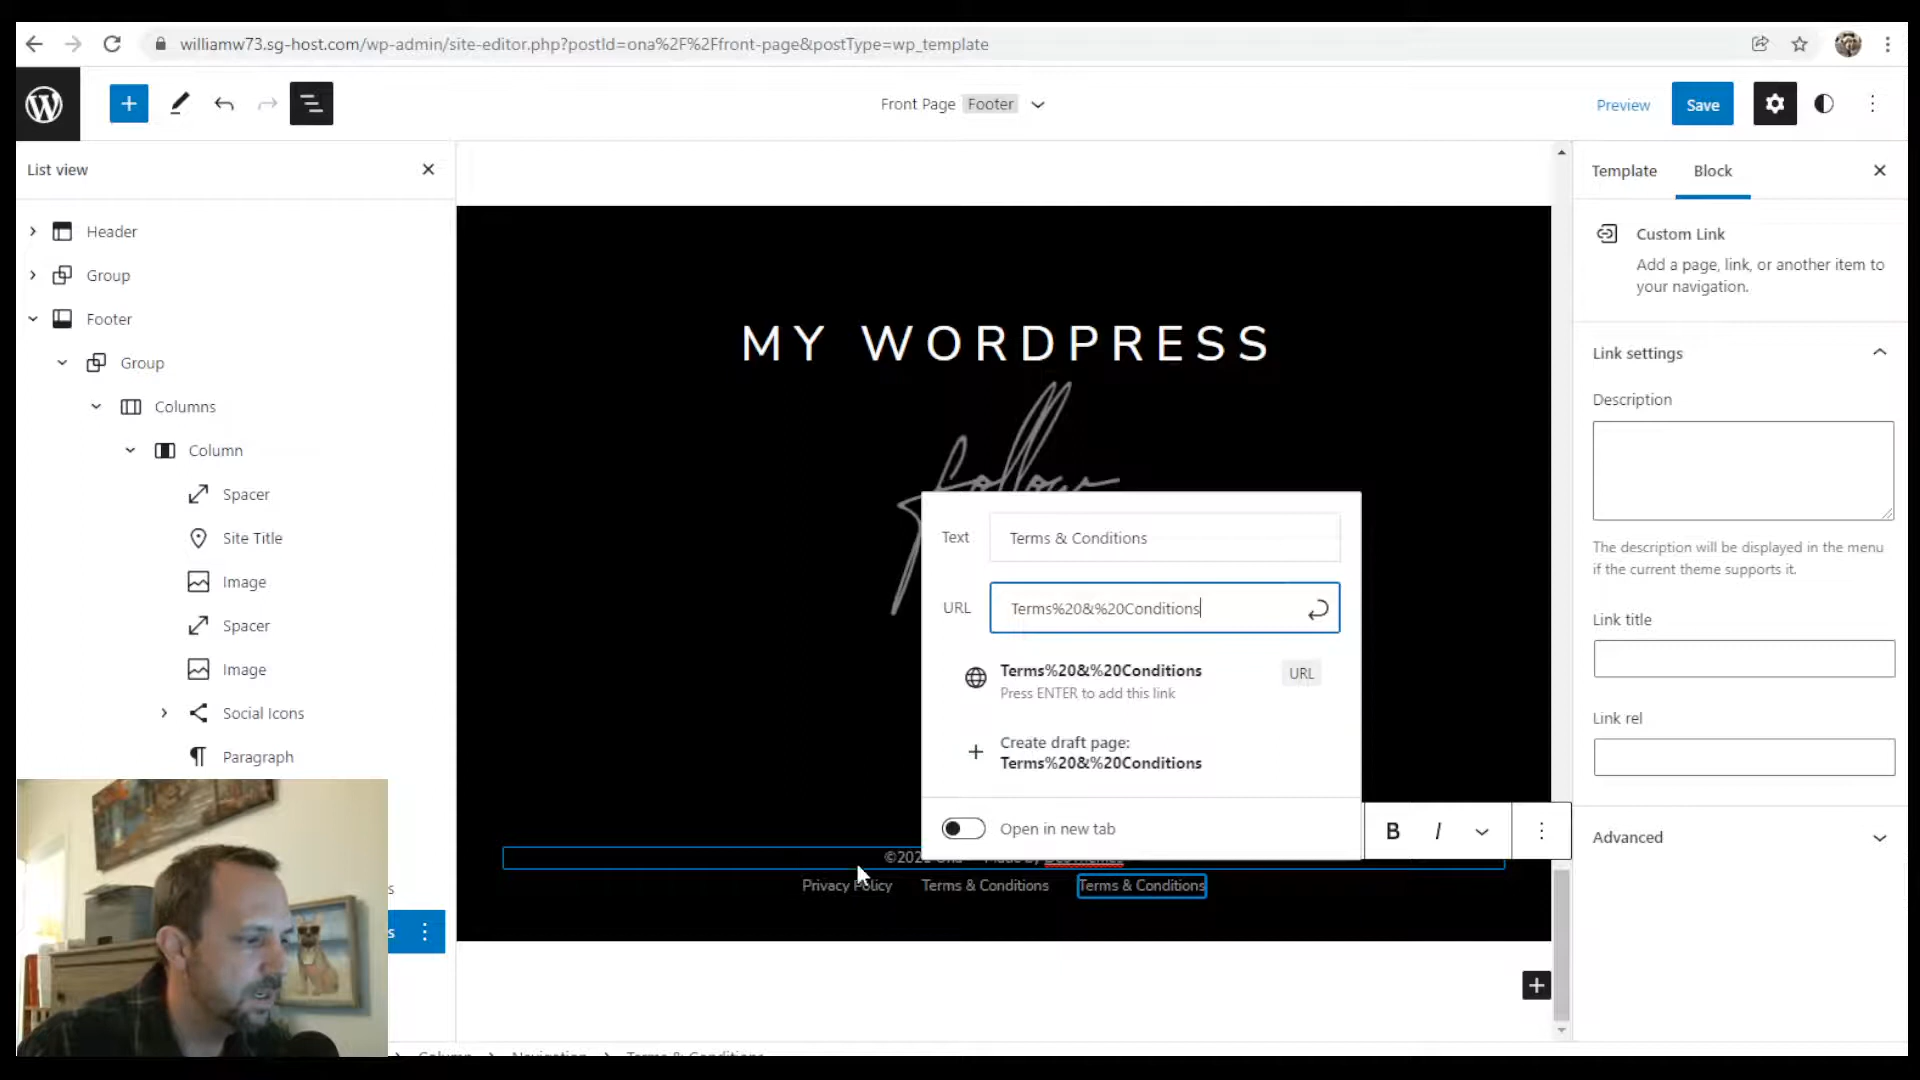 williamw73.sg-host.com/wp-admin/site-editor.php?postId=ona%2F%2Ffront-page&postType=wp_template
Front Page Footer
Preview
Save
List view
Header
Group
Footer
Group
Columns
Column
Spacer
Site Title
Image
Spacer
Image
Social Icons
Paragraph
MY WORDPRESS
follow
Text
Terms & Conditions
URL
Terms%20&%20Conditions
Terms%20&%20Conditions
Press ENTER to add this link
URL
Create draft page:
Terms%20&%20Conditions
Open in new tab
B I
Privacy Policy
Terms & Conditions
Terms & Conditions
Template
Block
Custom Link
Add a page, link, or another item to
your navigation.
Link settings
Description
The description will be displayed in the menu
if the current theme supports it.
Link title
Link rel
Advanced